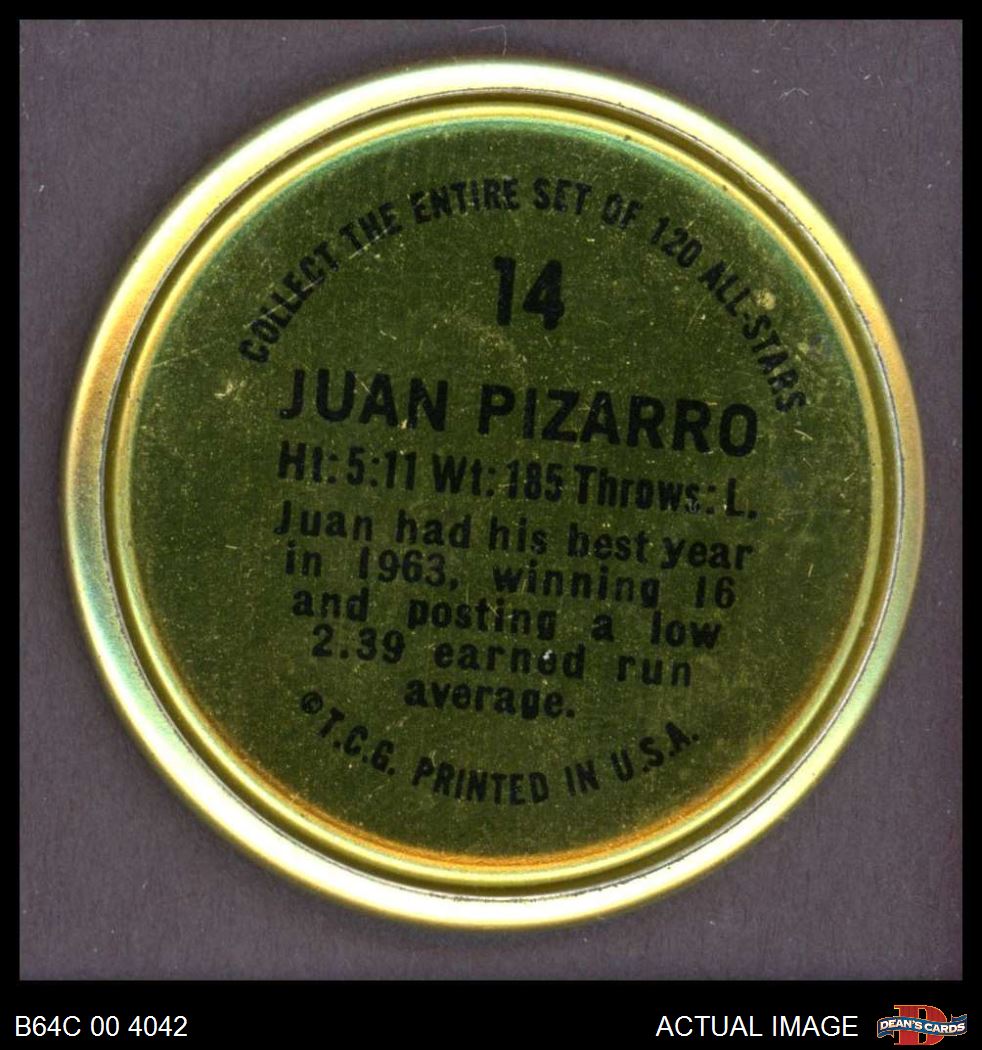 COLLECT THE ENTIRE SET OF 120 ALL-STARS
14
JUAN PIZARRO
Ht: 5:11 Wt: 185 Throws: L.
Juan had his best year
in 1963, winning 16
and posting a low
2.39 earned run
average.
©T.C.G. PRINTED IN U.S.A.
B64C 00 4042
ACTUAL IMAGE
D
DEAN'S CARDS